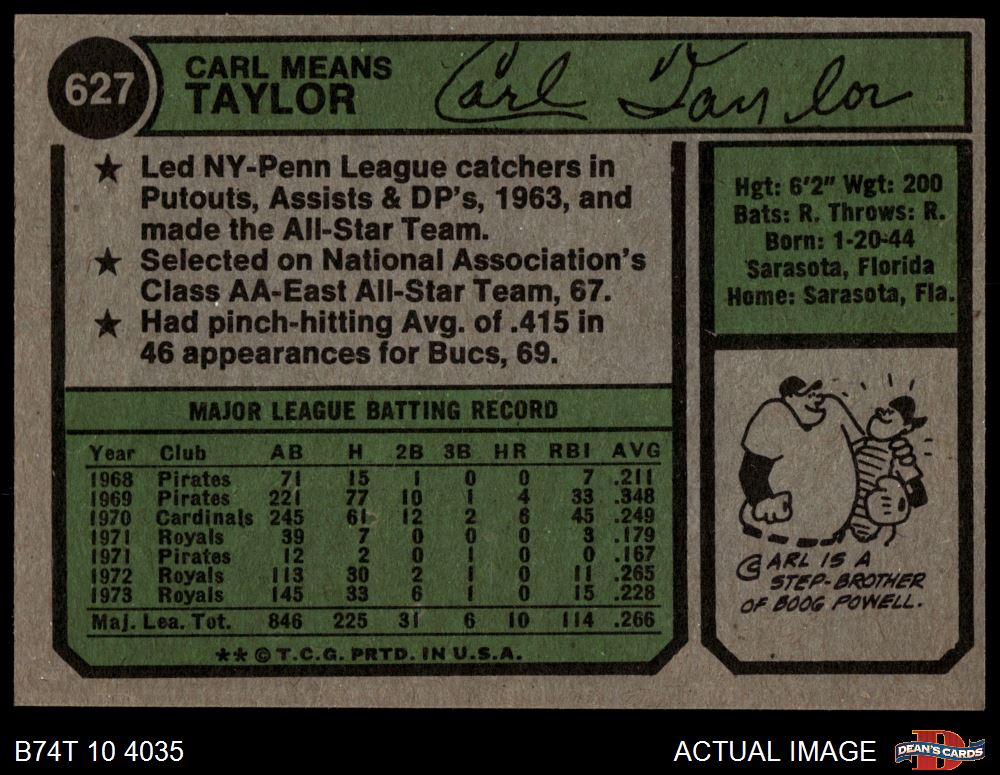 627
CARL MEANS
TAYLOR
Carl Taylor
★ Led NY-Penn League catchers in
Putouts, Assists & DP's, 1963, and
made the All-Star Team.
★ Selected on National Association's
Class AA-East All-Star Team, 67.
★ Had pinch-hitting Avg. of .415 in
46 appearances for Bucs, 69.
Hgt: 6'2" Wgt: 200
Bats: R. Throws: R.
Born: 1-20-44
Sarasota, Florida
Home: Sarasota, Fla.
MAJOR LEAGUE BATTING RECORD
Year Club AB H 2B 3B HR RBI AVG
1968 Pirates 71 15 1 0 0 7 .211
1969 Pirates 221 77 10 1 4 33 .348
1970 Cardinals 245 61 12 2 6 45 .249
1971 Royals 39 7 0 0 0 3 .179
1971 Pirates 12 2 0 1 0 0 .167
1972 Royals 113 30 2 1 0 11 .265
1973 Royals 145 33 6 1 0 15 .228
Maj. Lea. Tot. 846 225 31 6 10 114 .266
** © T.C.G. PRTD. IN U.S.A.
CARL IS A
STEP-BROTHER
OF BOOG POWELL.
B74T 10 4035
ACTUAL IMAGE
D
DEAN'S CARDS